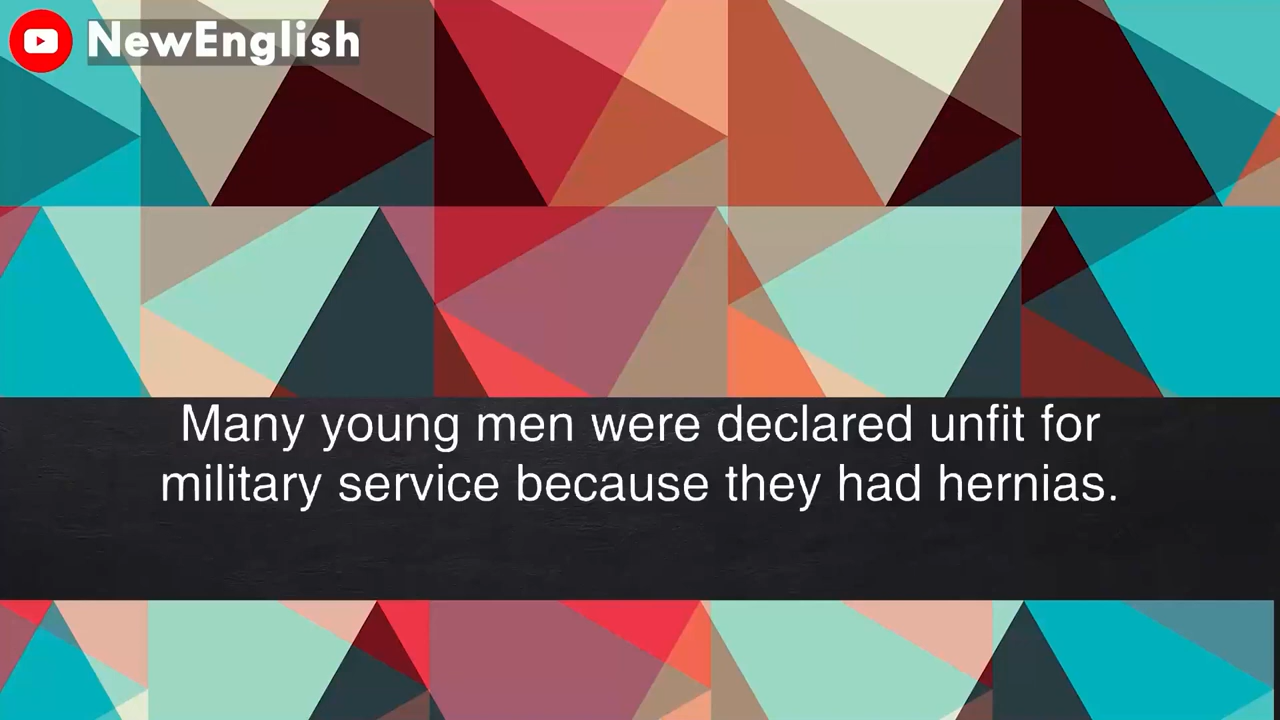 NewEnglish
Many young men were declared unfit for
military service because they had hernias.